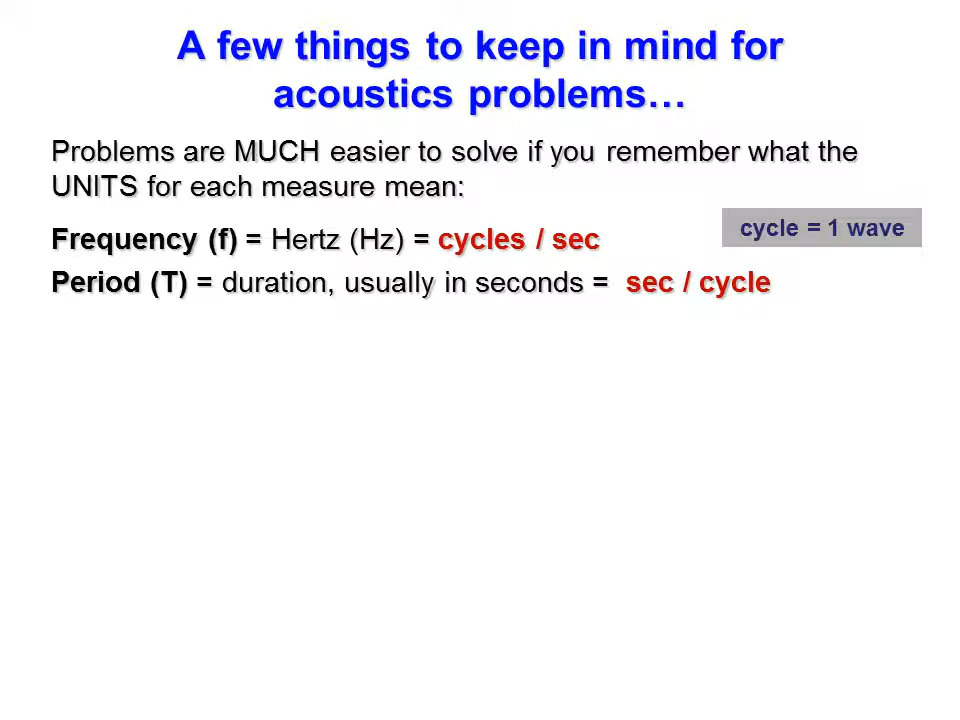 A few things to keep in mind for
acoustics problems…
Problems are MUCH easier to solve if you remember what the
UNITS for each measure mean:
Frequency (f) = Hertz (Hz) = cycles / sec
cycle = 1 wave
Period (T) = duration, usually in seconds = sec / cycle